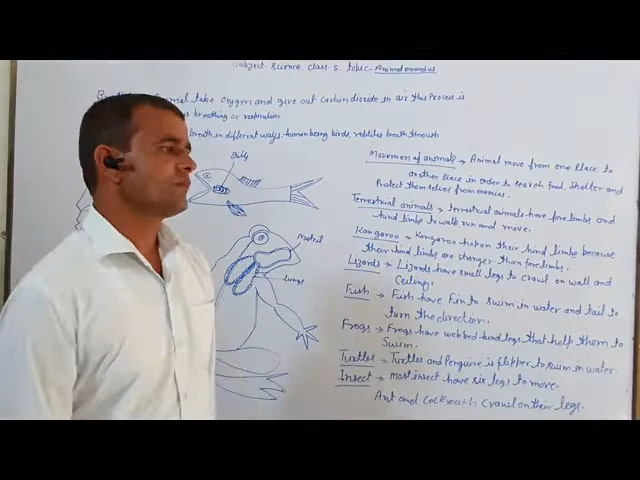 Subject- Science class-5 topic- Animal around us
animal take oxygen and give out Carbondioxide in air this Process is
breathing or respiration
breath in different ways. human being birds, reptiles breath through
Gills
Nostril
lungs
Movement of animals → Animal move from one Place to
another Place in order to search food, Shelter and
Protect themselves from enemies.
Terrestrial animals → terrestrial animals have forelimbs and
hind limbs to walk run and move.
Kangaroo → Kangaroo hop on their hind limbs because
their hind limbs are stronger than forelimbs.
Lizards → Lizards have small legs to crawl on wall and
Ceiling.
Fish → Fish have Fin to swim in water and tail to
turn the direction.
Frogs → Frogs have webbed hind legs that help them to
Swim.
Turtles → Turtles and Penguine is flipper to swim on water.
Insect → most insect have six legs to move.
Ant and Cockroach Crawl on their legs.